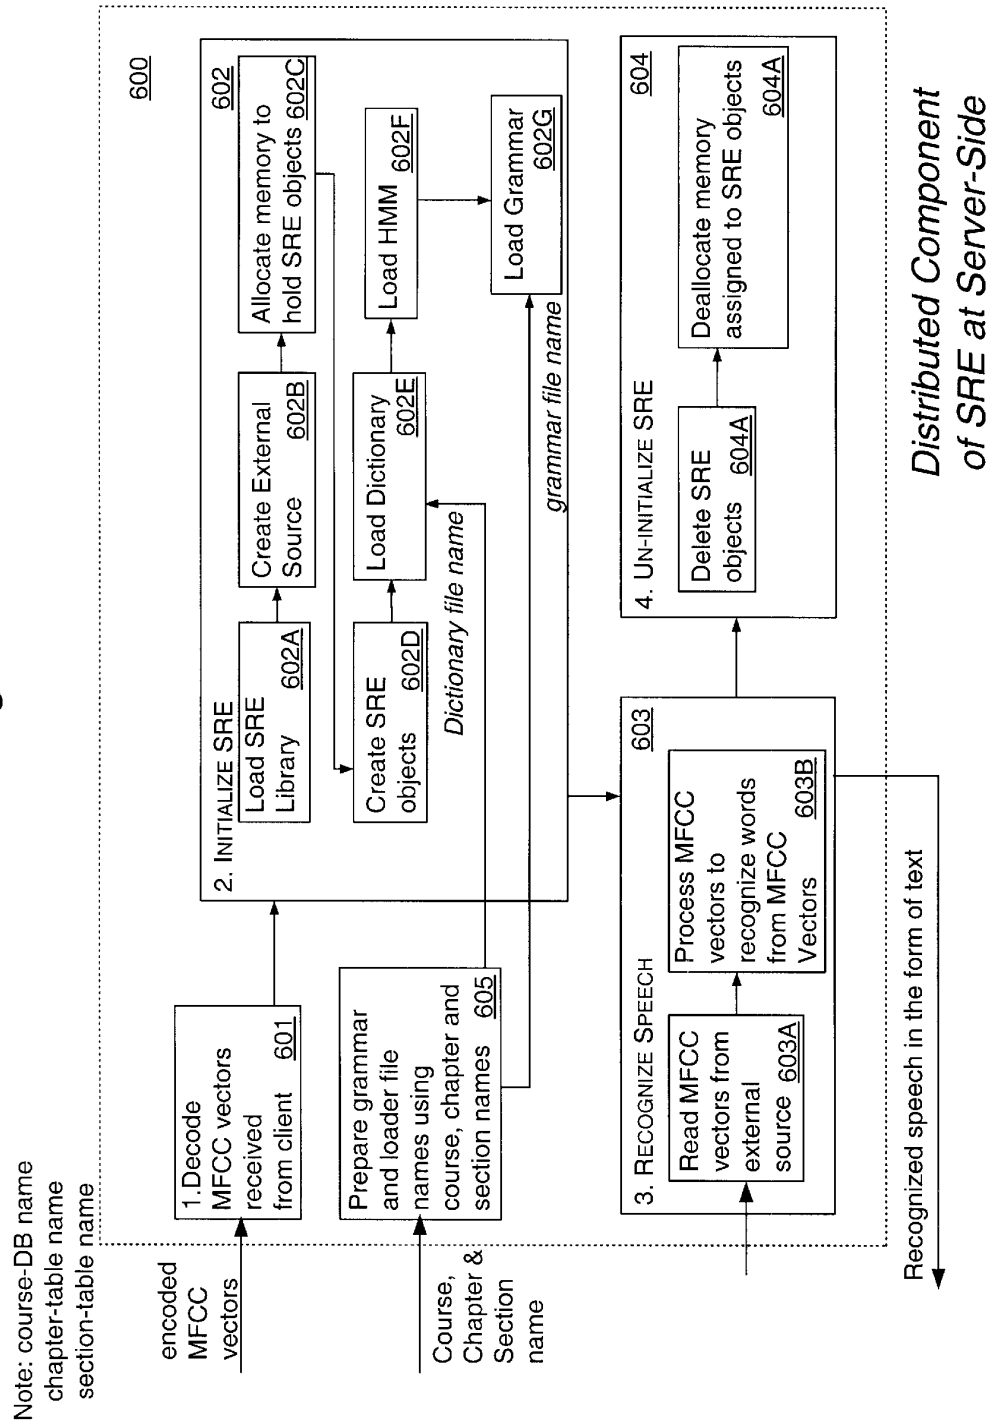 Note: course-DB name
chapter-table name
section-table name
600
encoded
MFCC
vectors
1.Decode
MFCC vectors
received
from client 601
2. INITIALIZE SRE
602
Load SRE
Library 602A
Create External
Source 602B
Allocate memory to
hold SRE objects 602C
Create SRE
objects 602D
Load Dictionary
602E
Load HMM
602F
Load Grammar
602G
Dictionary file name
grammar file name
Course,
Chapter &
Section
name
Prepare grammar
and loader file
names using
course, chapter and
section names 605
3. RECOGNIZE SPEECH
603
Read MFCC
vectors from
external
source 603A
Process MFCC
vectors to
recognize words
from MFCC
Vectors 603B
4. UN-INITIALIZE SRE
604
Delete SRE
objects 604A
Deallocate memory
assigned to SRE objects
604A
Recognized speech in the form of text
Distributed Component
of SRE at Server-Side